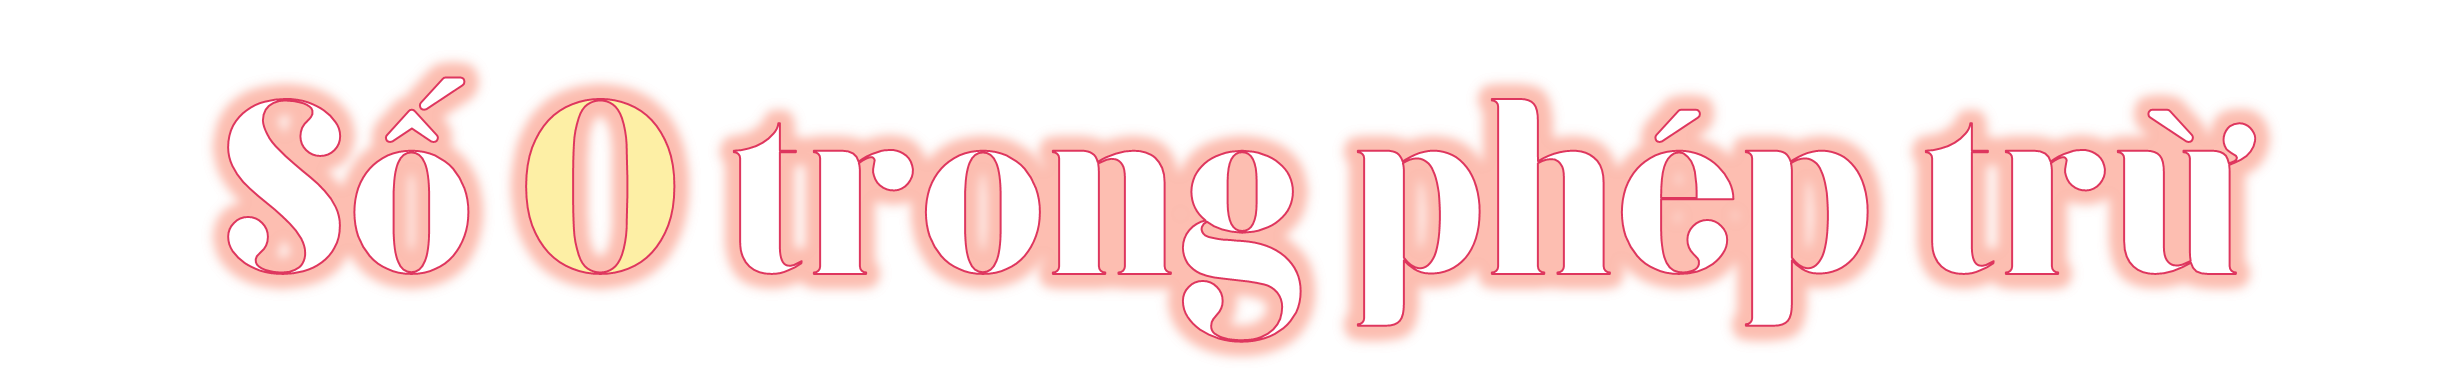 Số 0 trong phép trừ